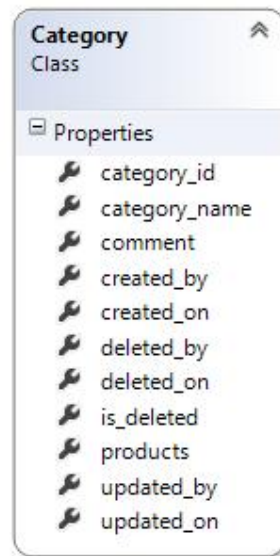 Category
Class
Properties
category_id
category_name
comment
created_by
created_on
deleted_by
deleted_on
is_deleted
products
updated_by
updated_on